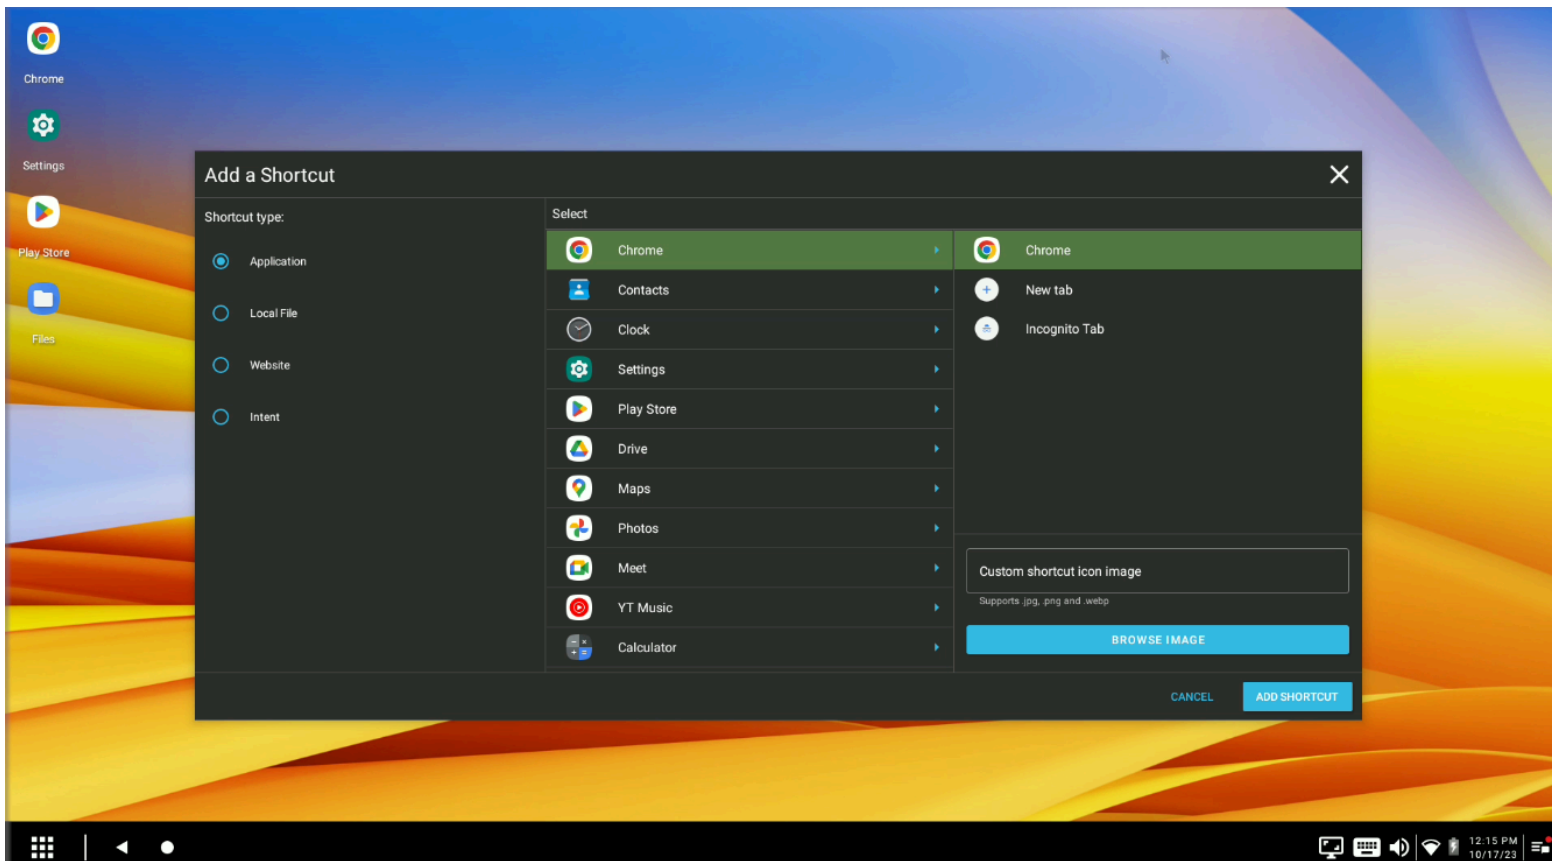 Chrome
Settings
Play Store
Files
Add a Shortcut
Shortcut type:
Application
Local File
Website
Intent
Select
Chrome
Contacts
Clock
Settings
Play Store
Drive
Maps
Photos
Meet
YT Music
Calculator
Chrome
New tab
Incognito Tab
Custom shortcut icon image
Supports .jpg, .png and .webp
BROWSE IMAGE
CANCEL
ADD SHORTCUT
12:15 PM
10/17/23